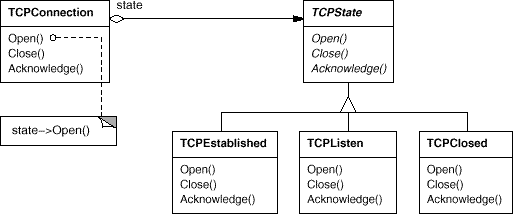 TCPConnection
Open()
Close()
Acknowledge()
state
TCPState
Open()
Close()
Acknowledge()
state->Open()
TCPEstablished
Open()
Close()
Acknowledge()
TCPListen
Open()
Close()
Acknowledge()
TCPClosed
Open()
Close()
Acknowledge()